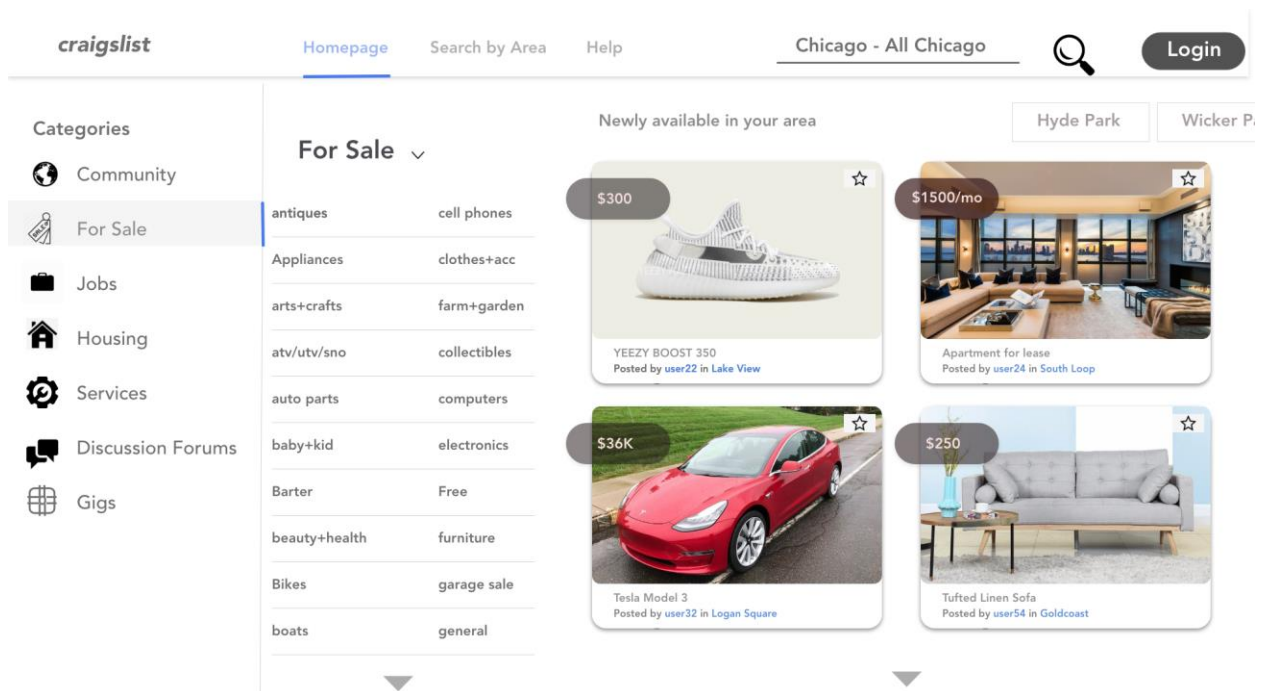 craigslist
Homepage
Search by Area
Help
Chicago - All Chicago
Login
Categories
Community
For Sale
Jobs
Housing
Services
Discussion Forums
Gigs
For Sale
antiques cell phones
Appliances clothes+acc
arts+crafts farm+garden
atv/utv/sno collectibles
auto parts computers
baby+kid electronics
Barter Free
beauty+health furniture
Bikes garage sale
boats general
Newly available in your area
Hyde Park
Wicker
$300
YEEZY BOOST 350
Posted by user22 in Lake View
$1500/mo
Apartment for lease
Posted by user24 in South Loop
$36K
Tesla Model 3
Posted by user32 in Logan Square
$250
Tufted Linen Sofa
Posted by user54 in Goldcoast